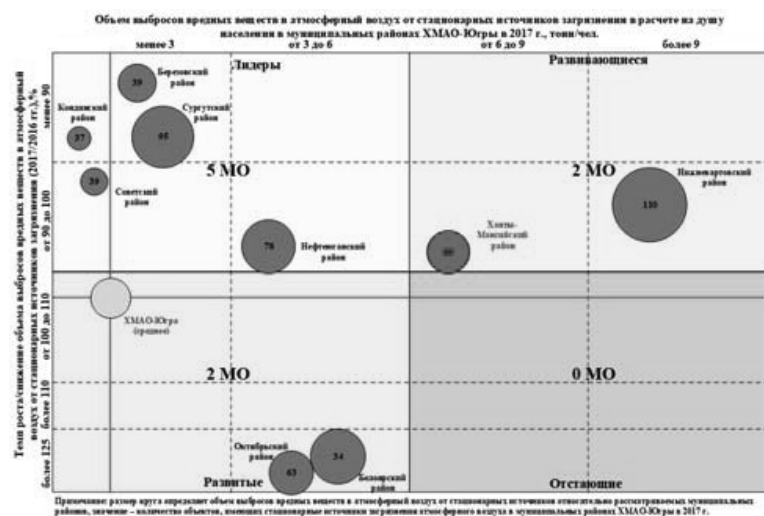 Объем выбросов вредных веществ в атмосферный воздух от стационарных источников загрязнения в расчете на душу
населения в муниципальных районах ХМАО-Югры в 2017 г., тонн/чел.
менее 3
от 3 до 6
от 6 до 9
более 9
Темп роста/снижение объема выбросов вредных веществ в атмосферный
воздух от стационарных источников загрязнения (2017/2016 гг.),%
менее 90
от 90 до 100
от 100 до 110
более 110
более 125
Лидеры
Развивающиеся
39
Березовский
район
Кондинский
район
37
95
Сургутский
район
39
Советский
район
5 МО
2 МО
78
Нефтеюганский
район
Ханты-
Мансийский
район
110
Нижневартовский
район
ХМАО-Югра
(среднее)
2 МО
0 МО
Октябрьский
район
63
34
Белоярский
район
Развитые
Отстающие
Примечание: размер круга определяет объем выбросов вредных веществ в атмосферный воздух от стационарных источников относительно рассматриваемых муниципальных
районов, значение – количество объектов, имеющих стационарные источники загрязнения атмосферного воздуха в муниципальных районах ХМАО-Югры в 2017 г.